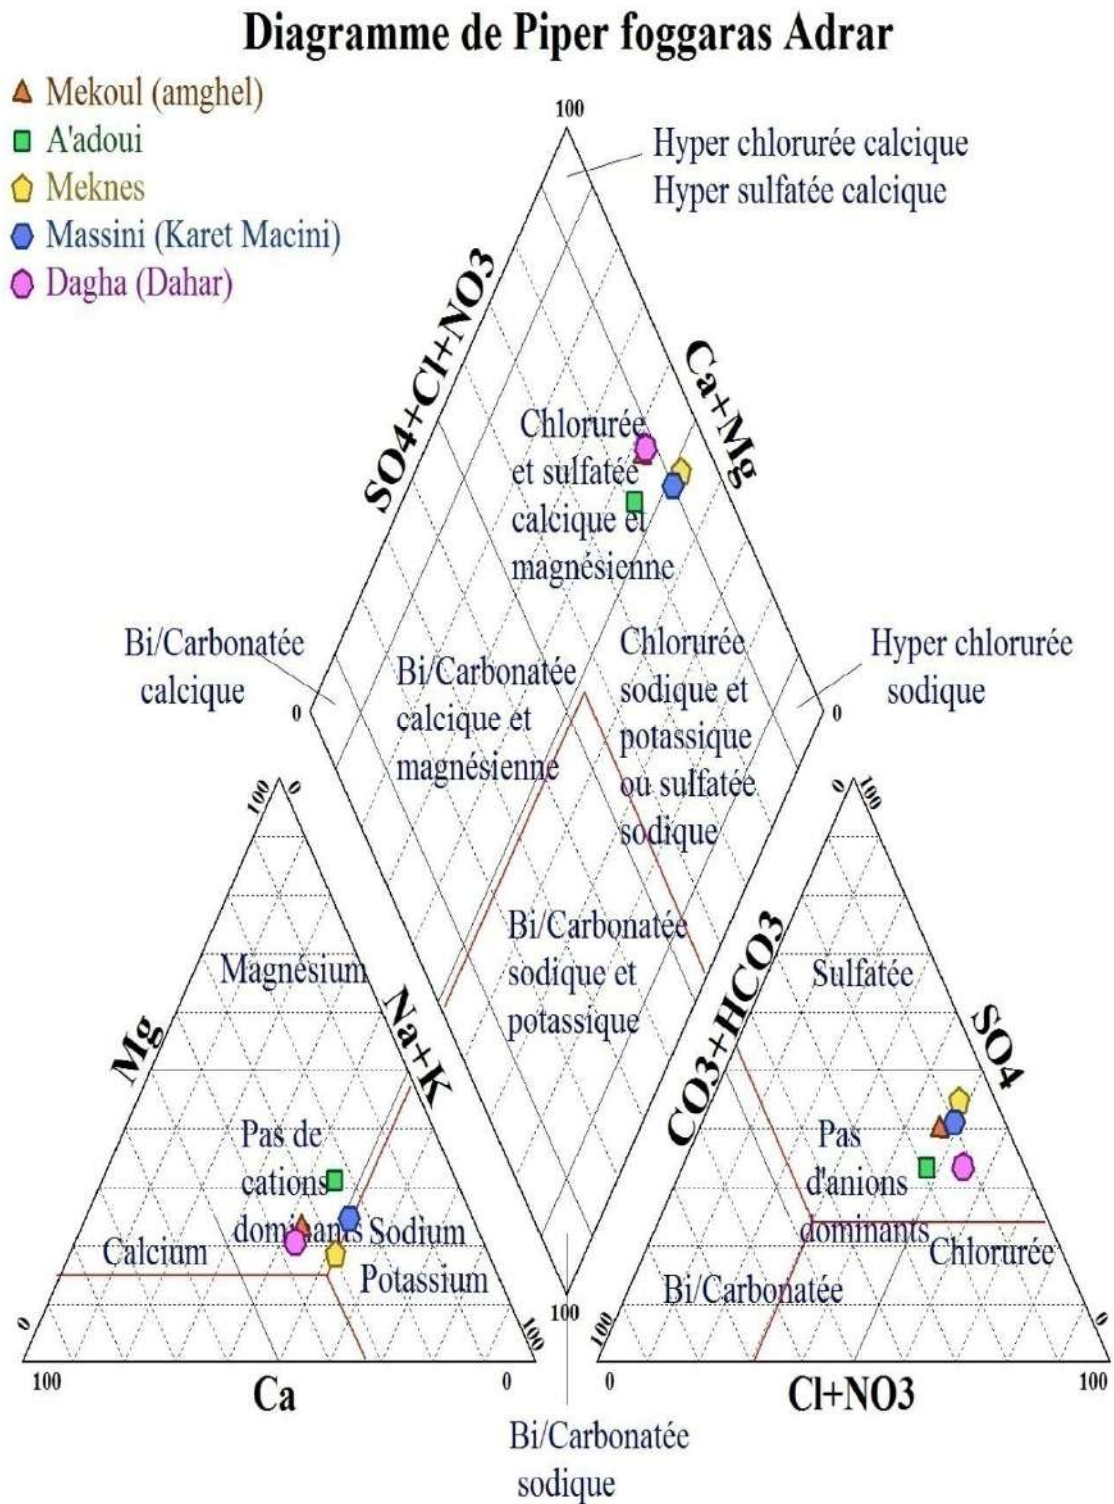 Diagramme de Piper foggaras Adrar
Mekoul (amghel)
A'adoui
Meknes
Massini (Karet Macini)
Dagha (Dahar)
100
Hyper chlorurée calcique
Hyper sulfatée calcique
SO4+Cl+NO3
Ca+Mg
Chlorurée
et sulfatée
calcique et
magnésienne
Bi/Carbonatée
calcique
0
Bi/Carbonatée
calcique et
magnésienne
Chlorurée
sodique et
potassique
ou sulfatée
sodique
Hyper chlorurée
sodique
0
100
0
0
100
Bi/Carbonatée
sodique et
potassique
Magnésium
Mg
Na+K
CO3+HCO3
Sulfatée
SO4
Pas de
cations
dominants
Calcium
Sodium
Potassium
Pas
d'anions
dominants
Chlorurée
Bi/Carbonatée
0
100
100
100
0
100
0
Ca
0
Cl+NO3
100
Bi/Carbonatée
sodique